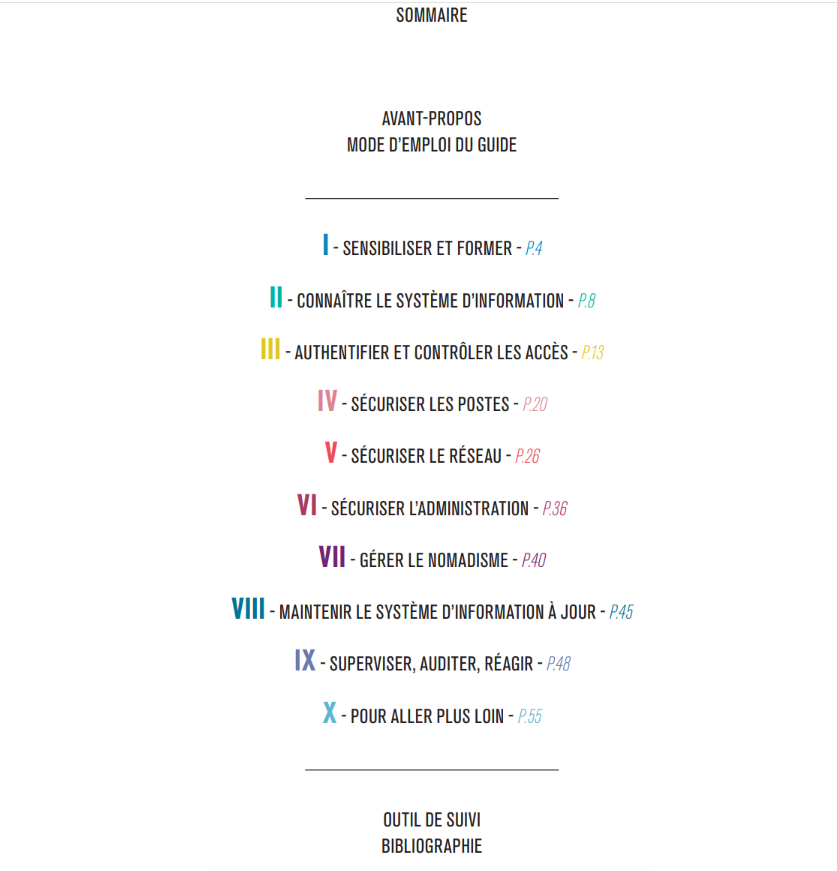 SOMMAIRE
AVANT-PROPOS
MODE D'EMPLOI DU GUIDE
I - SENSIBILISER ET FORMER - P.4
II - CONNAÎTRE LE SYSTÈME D'INFORMATION - P.8
III - AUTHENTIFIER ET CONTRÔLER LES ACCÈS - P.13
IV - SÉCURISER LES POSTES - P.20
V - SÉCURISER LE RÉSEAU - P.26
VI - SÉCURISER L'ADMINISTRATION - P.36
VII - GÉRER LE NOMADISME - P.40
VIII - MAINTENIR LE SYSTÈME D'INFORMATION À JOUR - P.45
IX - SUPERVISER, AUDITER, RÉAGIR - P.48
X - POUR ALLER PLUS LOIN - P.55
OUTIL DE SUIVI
BIBLIOGRAPHIE